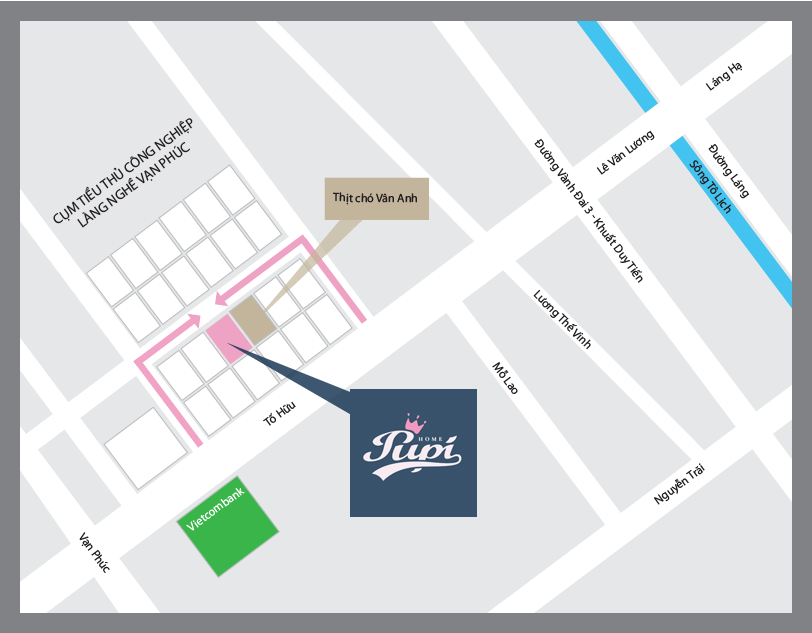 Láng Hạ
Lê Văn Lương
Đường Láng
Sông Tô Lịch
Đường Vành Đai 3 - Khuất Duy Tiến
CỤM TIỂU THỦ CÔNG NGHIỆP
LÀNG NGHỀ VẠN PHÚC
Thịt chó Vân Anh
Lương Thế Vinh
Mỗ Lao
Tố Hữu
HOME
Pupi
Nguyễn Trãi
Vietcombank
Vạn Phúc